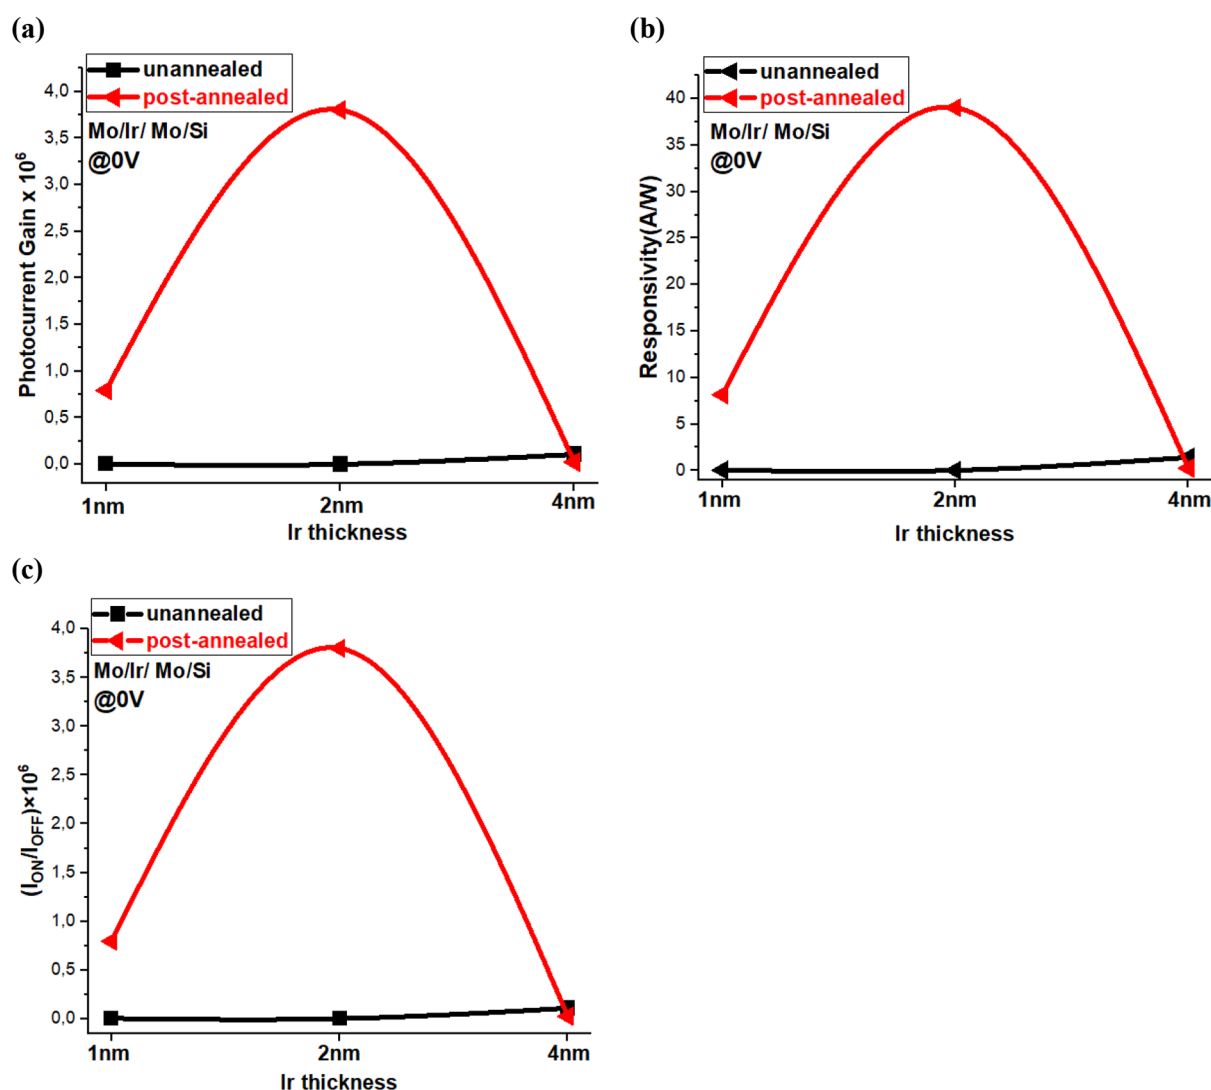 (a)
unannealed
post-annealed
Mo/Ir/ Mo/Si
@0V
Photocurrent Gain x 10⁶
4,0
3,5
3,0
2,5
2,0
1,5
1,0
0,5
0,0
1nm 2nm 4nm
Ir thickness
(b)
unannealed
post-annealed
Mo/Ir/ Mo/Si
@0V
Responsivity(A/W)
40
35
30
25
20
15
10
5
0
1nm 2nm 4nm
Ir thickness
(c)
unannealed
post-annealed
Mo/Ir/ Mo/Si
@0V
(I_ON/I_OFF)×10⁶
4,0
3,5
3,0
2,5
2,0
1,5
1,0
0,5
0,0
1nm 2nm 4nm
Ir thickness